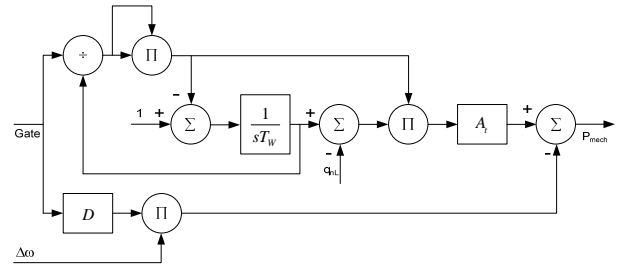 ÷
Π
-
1
+
Σ
1
sT_W
+
Σ
-
q_nL
Π
A_t
+
Σ
-
P_mech
Gate
D
Π
Δω